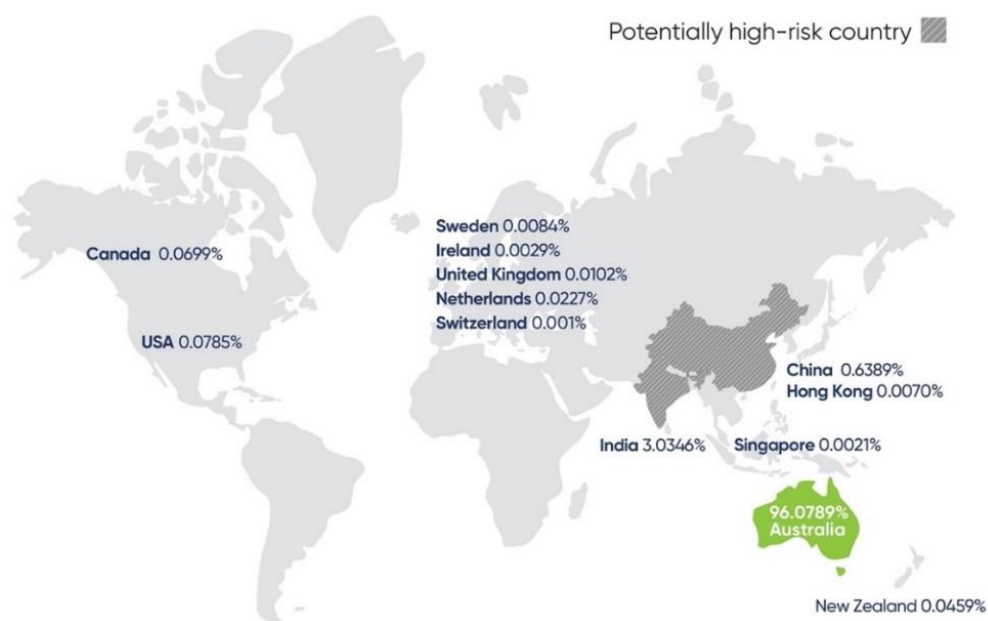 Potentially high-risk country
Sweden 0.0084%
Ireland 0.0029%
Canada 0.0699%
United Kingdom 0.0102%
Netherlands 0.0227%
Switzerland 0.001%
USA 0.0785%
China 0.6389%
Hong Kong 0.0070%
India 3.0346%
Singapore 0.0021%
96.0789%
Australia
New Zealand 0.0459%